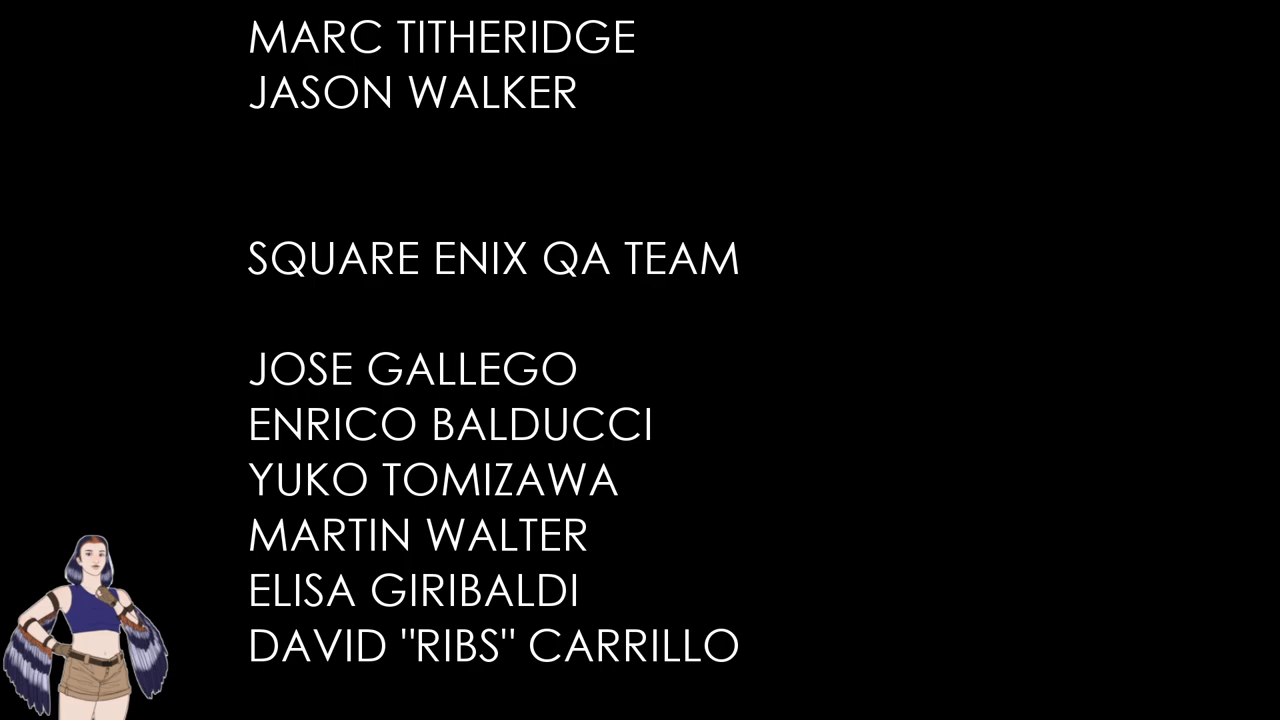 MARC TITHERIDGE
JASON WALKER
SQUARE ENIX QA TEAM
JOSE GALLEGO
ENRICO BALDUCCI
YUKO TOMIZAWA
MARTIN WALTER
ELISA GIRIBALDI
DAVID "RIBS" CARRILLO